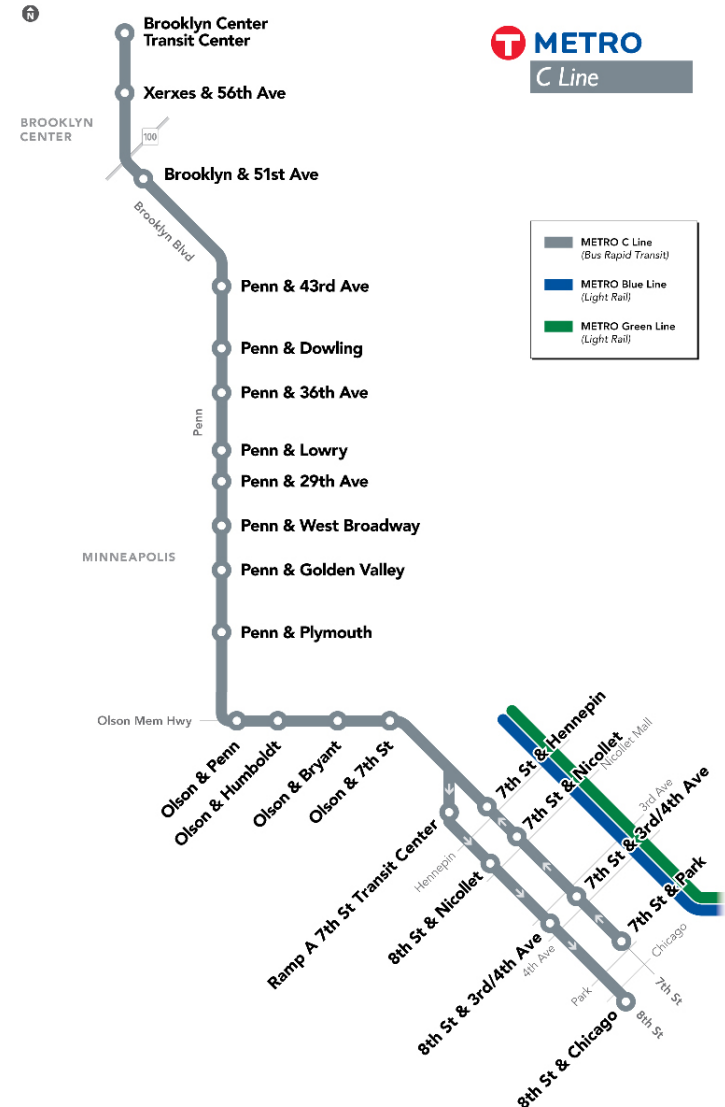 N
Brooklyn Center
Transit Center
T METRO
C Line
Xerxes & 56th Ave
BROOKLYN
CENTER
100
Brooklyn & 51st Ave
Brooklyn Blvd
METRO C Line
(Bus Rapid Transit)
METRO Blue Line
(Light Rail)
METRO Green Line
(Light Rail)
Penn & 43rd Ave
Penn & Dowling
Penn & 36th Ave
Penn
Penn & Lowry
Penn & 29th Ave
Penn & West Broadway
MINNEAPOLIS
Penn & Golden Valley
Penn & Plymouth
Olson Mem Hwy
Olson & Penn
Olson & Humboldt
Olson & Bryant
Olson & 7th St
7th St & Hennepin
7th St & Nicollet
Nicollet Mall
3rd Ave
7th St & 3rd/4th Ave
7th St & Park
Ramp A 7th St Transit Center
Hennepin
8th St & Nicollet
8th St & 3rd/4th Ave
4th Ave
Park
Chicago
7th St
8th St
8th St & Chicago